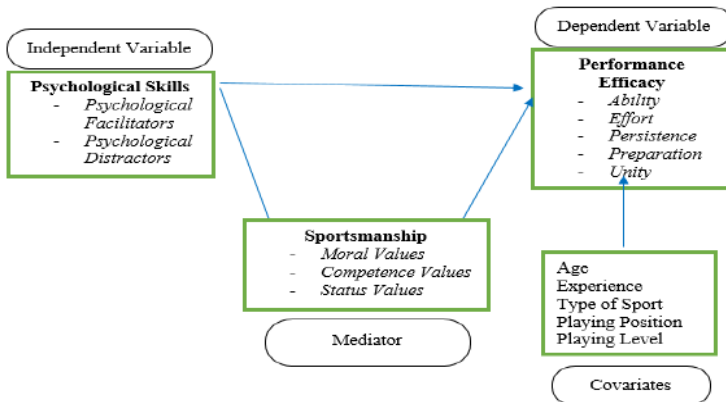 Independent Variable
Psychological Skills
- Psychological
Facilitators
- Psychological
Distractors
Dependent Variable
Performance
Efficacy
- Ability
- Effort
- Persistence
- Preparation
- Unity
Sportsmanship
- Moral Values
- Competence Values
- Status Values
Mediator
Age
Experience
Type of Sport
Playing Position
Playing Level
Covariates